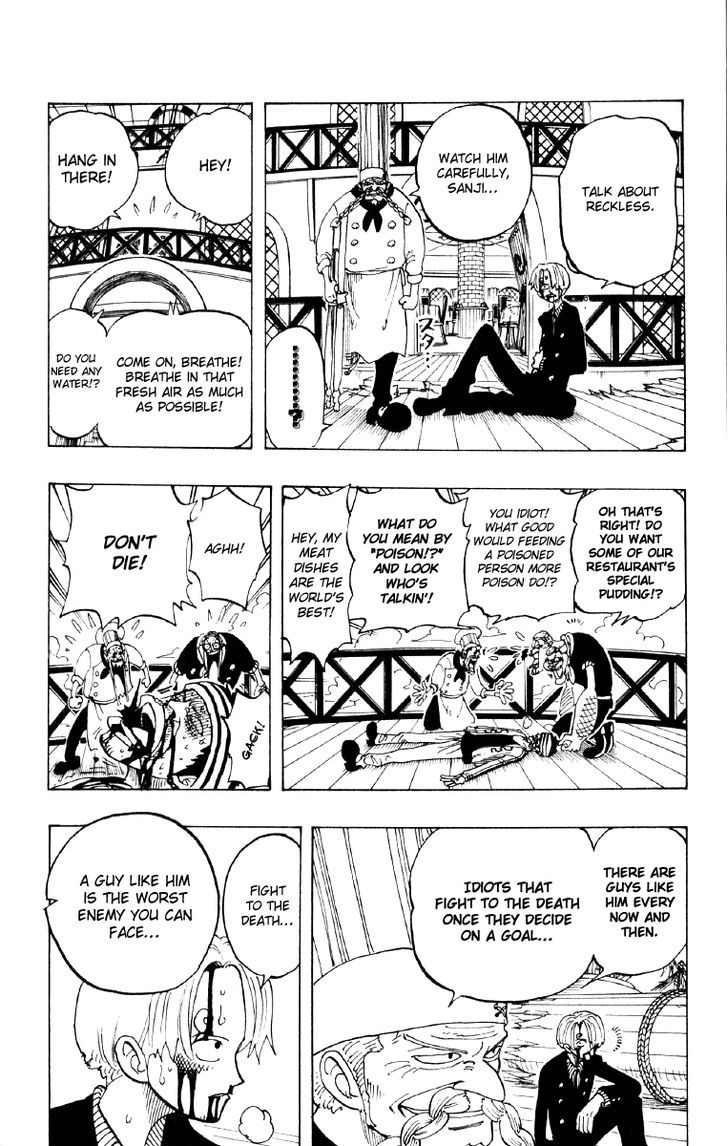 TALK ABOUT
RECKLESS.
WATCH HIM
CAREFULLY,
SANJI...
スタ…
.........?
HEY!
HANG IN
THERE!
COME ON, BREATHE!
BREATHE IN THAT
FRESH AIR AS MUCH
AS POSSIBLE!
DO YOU
NEED ANY
WATER!?
OH THAT'S
RIGHT! DO
YOU WANT
SOME OF OUR
RESTAURANT'S
SPECIAL
PUDDING!?
YOU IDIOT!
WHAT GOOD
WOULD FEEDING
A POISONED
PERSON MORE
POISON DO!?
WHAT DO
YOU MEAN BY
"POISON!?"
AND LOOK
WHO'S
TALKIN'!
HEY, MY
MEAT
DISHES
ARE THE
WORLD'S
BEST!
AGHH!
DON'T
DIE!
GACK!
THERE ARE
GUYS LIKE
HIM EVERY
NOW AND
THEN.
IDIOTS THAT
FIGHT TO THE DEATH
ONCE THEY DECIDE
ON A GOAL...
FIGHT
TO THE
DEATH...
A GUY LIKE HIM
IS THE WORST
ENEMY YOU CAN
FACE...